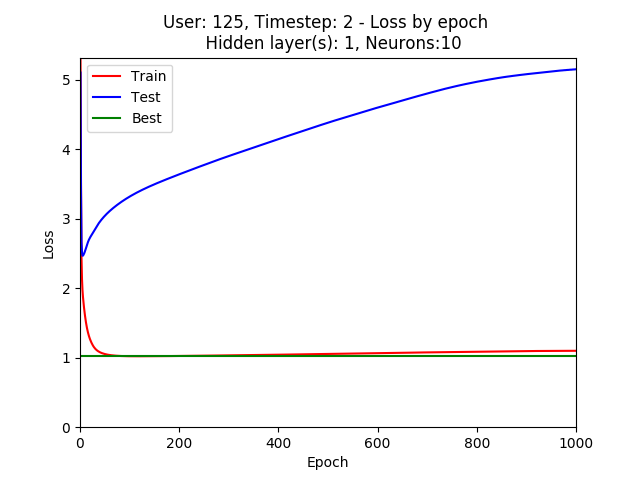 User: 125, Timestep: 2 - Loss by epoch
Hidden layer(s): 1, Neurons:10
Train
Test
Best
5
4
3
2
1
0
Loss
0 200 400 600 800 1000
Epoch